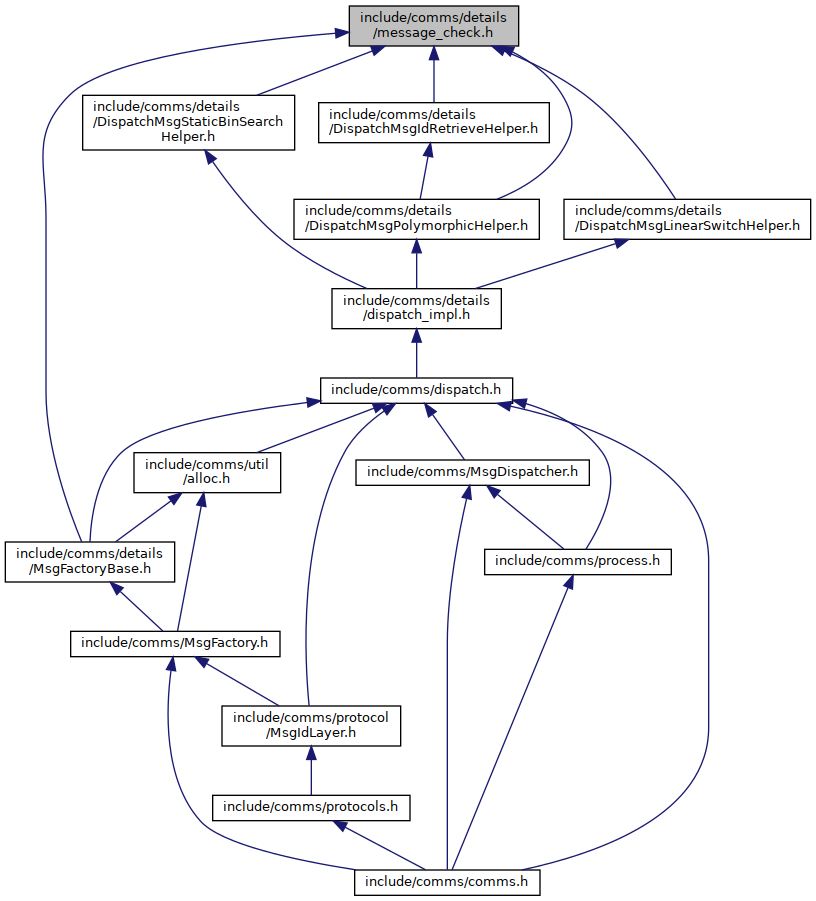 include/comms/details
/message_check.h
include/comms/details
/DispatchMsgStaticBinSearch
Helper.h
include/comms/details
/DispatchMsgIdRetrieveHelper.h
include/comms/details
/DispatchMsgPolymorphicHelper.h
include/comms/details
/DispatchMsgLinearSwitchHelper.h
include/comms/details
/dispatch_impl.h
include/comms/dispatch.h
include/comms/util
/alloc.h
include/comms/MsgDispatcher.h
include/comms/details
/MsgFactoryBase.h
include/comms/process.h
include/comms/MsgFactory.h
include/comms/protocol
/MsgIdLayer.h
include/comms/protocols.h
include/comms/comms.h